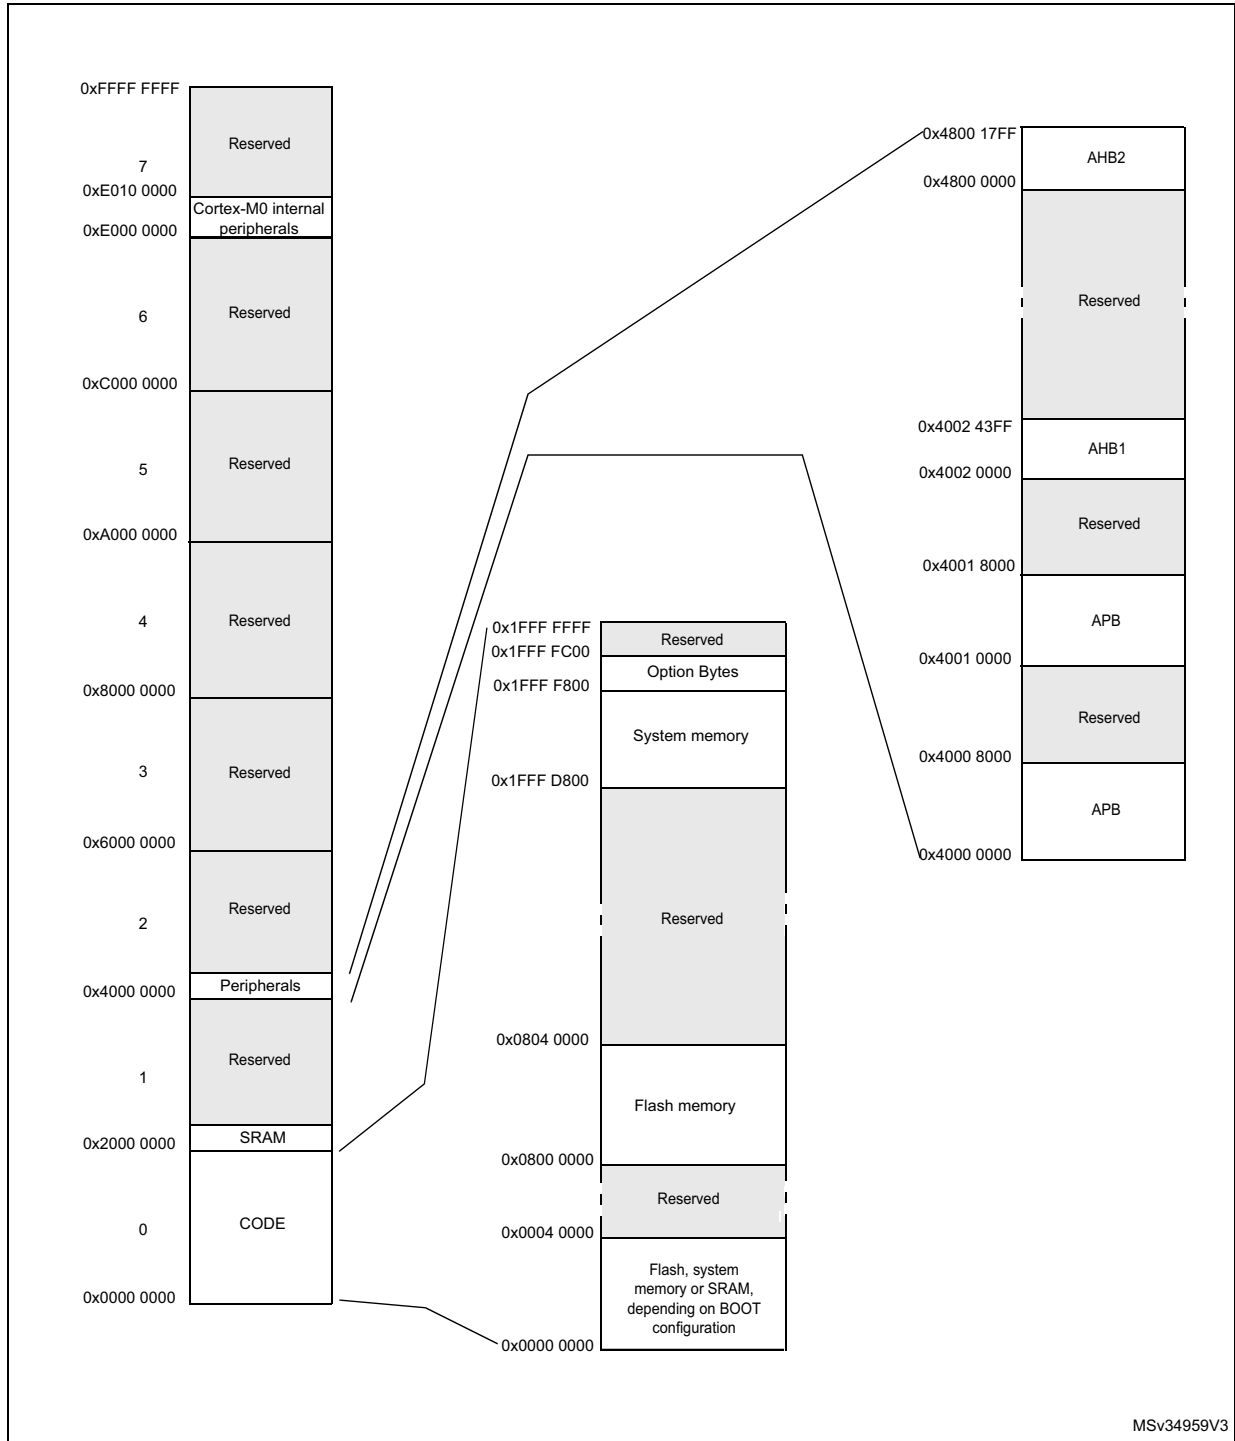 0xFFFF FFFF
Reserved
7
0xE010 0000
Cortex-M0 internal
peripherals
0xE000 0000
Reserved
6
0xC000 0000
Reserved
5
0xA000 0000
Reserved
4
0x8000 0000
Reserved
3
0x6000 0000
Reserved
2
Peripherals
0x4000 0000
Reserved
1
SRAM
0x2000 0000
CODE
0
0x0000 0000
0x1FFF FFFF
Reserved
0x1FFF FC00
Option Bytes
0x1FFF F800
System memory
0x1FFF D800
Reserved
0x0804 0000
Flash memory
0x0800 0000
Reserved
0x0004 0000
Flash, system
memory or SRAM,
depending on BOOT
configuration
0x0000 0000
0x4800 17FF
AHB2
0x4800 0000
Reserved
0x4002 43FF
AHB1
0x4002 0000
Reserved
0x4001 8000
APB
0x4001 0000
Reserved
0x4000 8000
APB
0x4000 0000
MSv34959V3